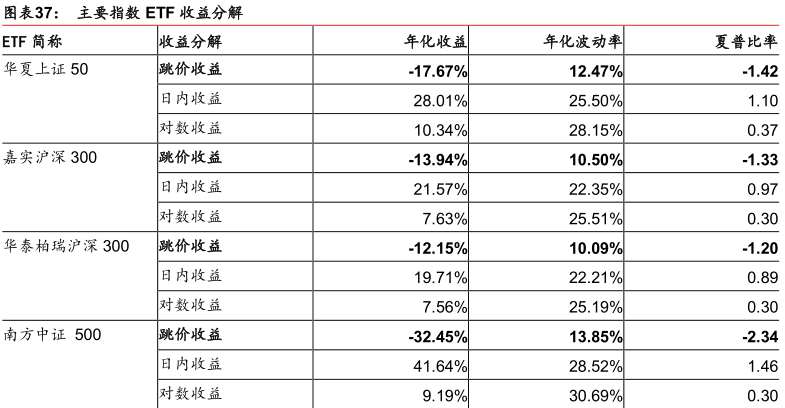 图表37： 主要指数 ETF 收益分解
ETF 简称 收益分解 年化收益 年化波动率 夏普比率
华夏上证 50 跳价收益 -17.67% 12.47% -1.42
日内收益 28.01% 25.50% 1.10
对数收益 10.34% 28.15% 0.37
嘉实沪深 300 跳价收益 -13.94% 10.50% -1.33
日内收益 21.57% 22.35% 0.97
对数收益 7.63% 25.51% 0.30
华泰柏瑞沪深 300 跳价收益 -12.15% 10.09% -1.20
日内收益 19.71% 22.21% 0.89
对数收益 7.56% 25.19% 0.30
南方中证 500 跳价收益 -32.45% 13.85% -2.34
日内收益 41.64% 28.52% 1.46
对数收益 9.19% 30.69% 0.30